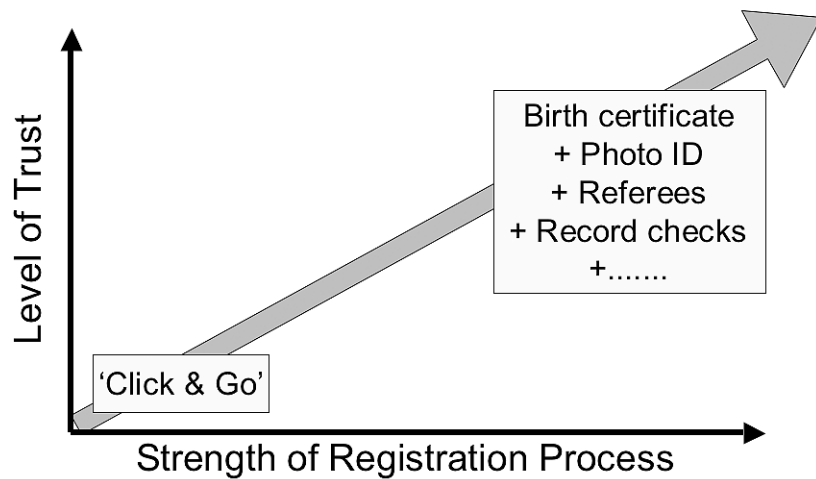 Level of Trust
Birth certificate
+ Photo ID
+ Referees
+ Record checks
+.......
‘Click & Go’
Strength of Registration Process